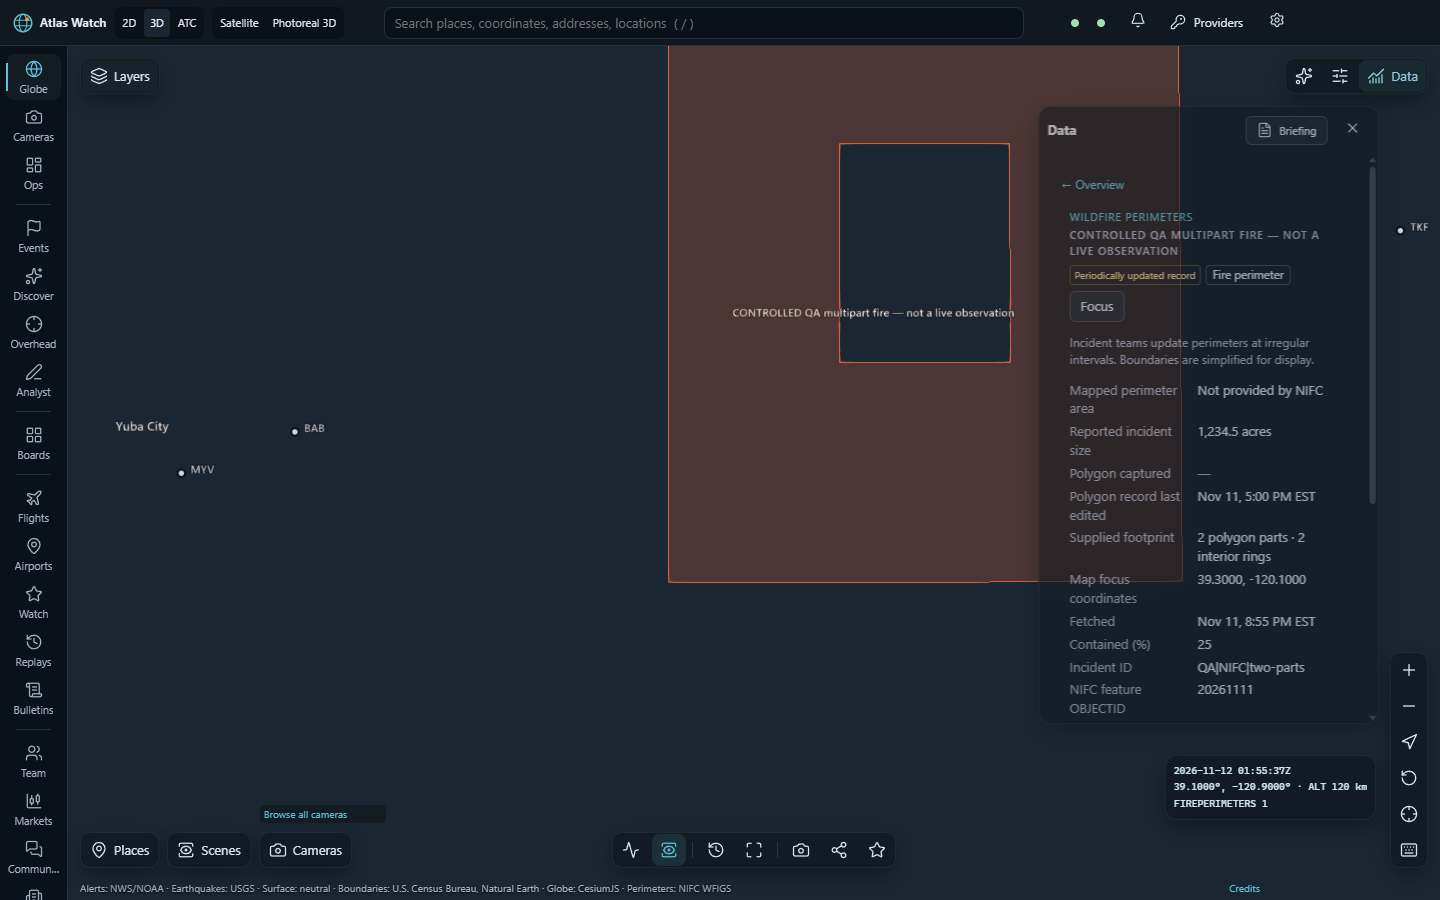 Atlas Watch
2D 3D ATC
Satellite Photoreal 3D
Search places, coordinates, addresses, locations ( / )
Providers
Globe
Cameras
Ops
Events
Discover
Overhead
Analyst
Boards
Flights
Airports
Watch
Replays
Bulletins
Team
Markets
Commun...
Layers
Data
CONTROLLED QA multipart fire — not a live observation
Yuba City
BAB
MYV
TKF
Data
Briefing
← Overview
WILDFIRE PERIMETERS
CONTROLLED QA MULTIPART FIRE — NOT A
LIVE OBSERVATION
Periodically updated record Fire perimeter
Focus
Incident teams update perimeters at irregular
intervals. Boundaries are simplified for display.
Mapped perimeter area Not provided by NIFC
Reported incident size 1,234.5 acres
Polygon captured —
Polygon record last edited Nov 11, 5:00 PM EST
Supplied footprint 2 polygon parts · 2 interior rings
Map focus coordinates 39.3000, -120.1000
Fetched Nov 11, 8:55 PM EST
Contained (%) 25
Incident ID QA|NIFC|two-parts
NIFC feature OBJECTID 20261111
2026-11-12 01:55:37Z
39.1000°, -120.9000° · ALT 120 km
FIREPERIMETERS 1
Browse all cameras
Places
Scenes
Cameras
Alerts: NWS/NOAA · Earthquakes: USGS · Surface: neutral · Boundaries: U.S. Census Bureau, Natural Earth · Globe: CesiumJS · Perimeters: NIFC WFIGS
Credits